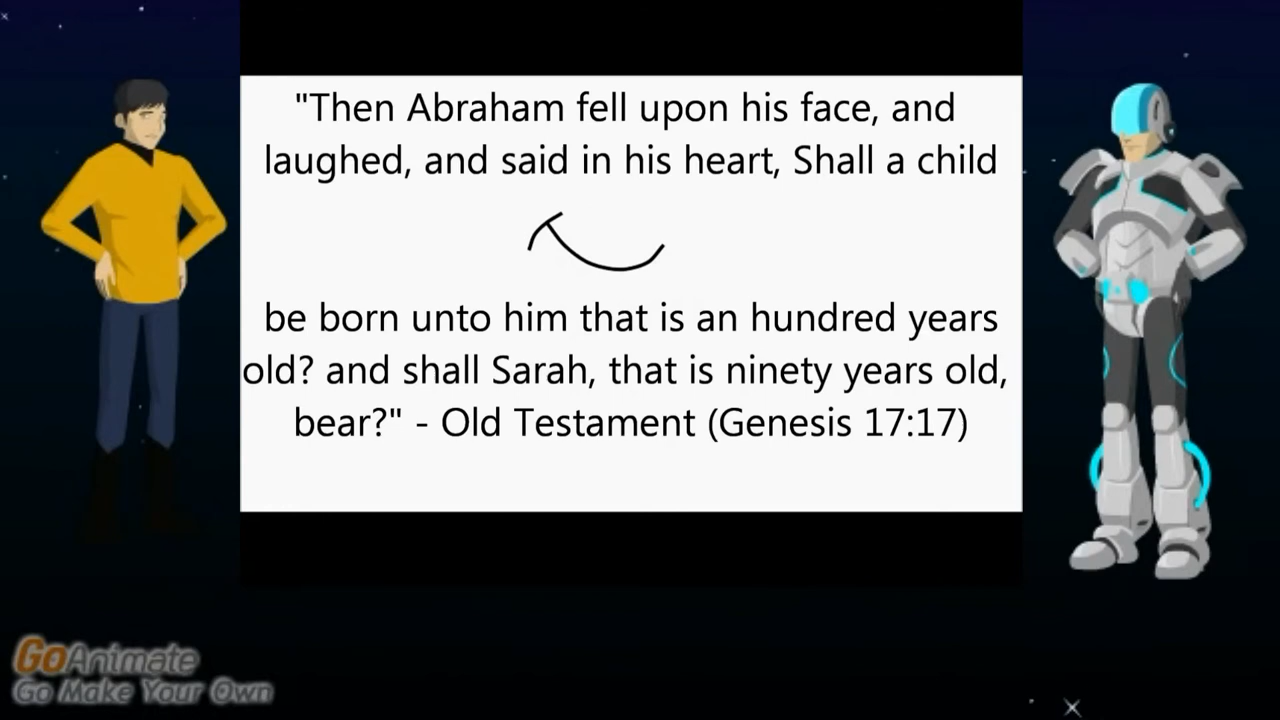 "Then Abraham fell upon his face, and
laughed, and said in his heart, Shall a child
be born unto him that is an hundred years
old? and shall Sarah, that is ninety years old,
bear?" - Old Testament (Genesis 17:17)
GoAnimate
Go Make Your Own